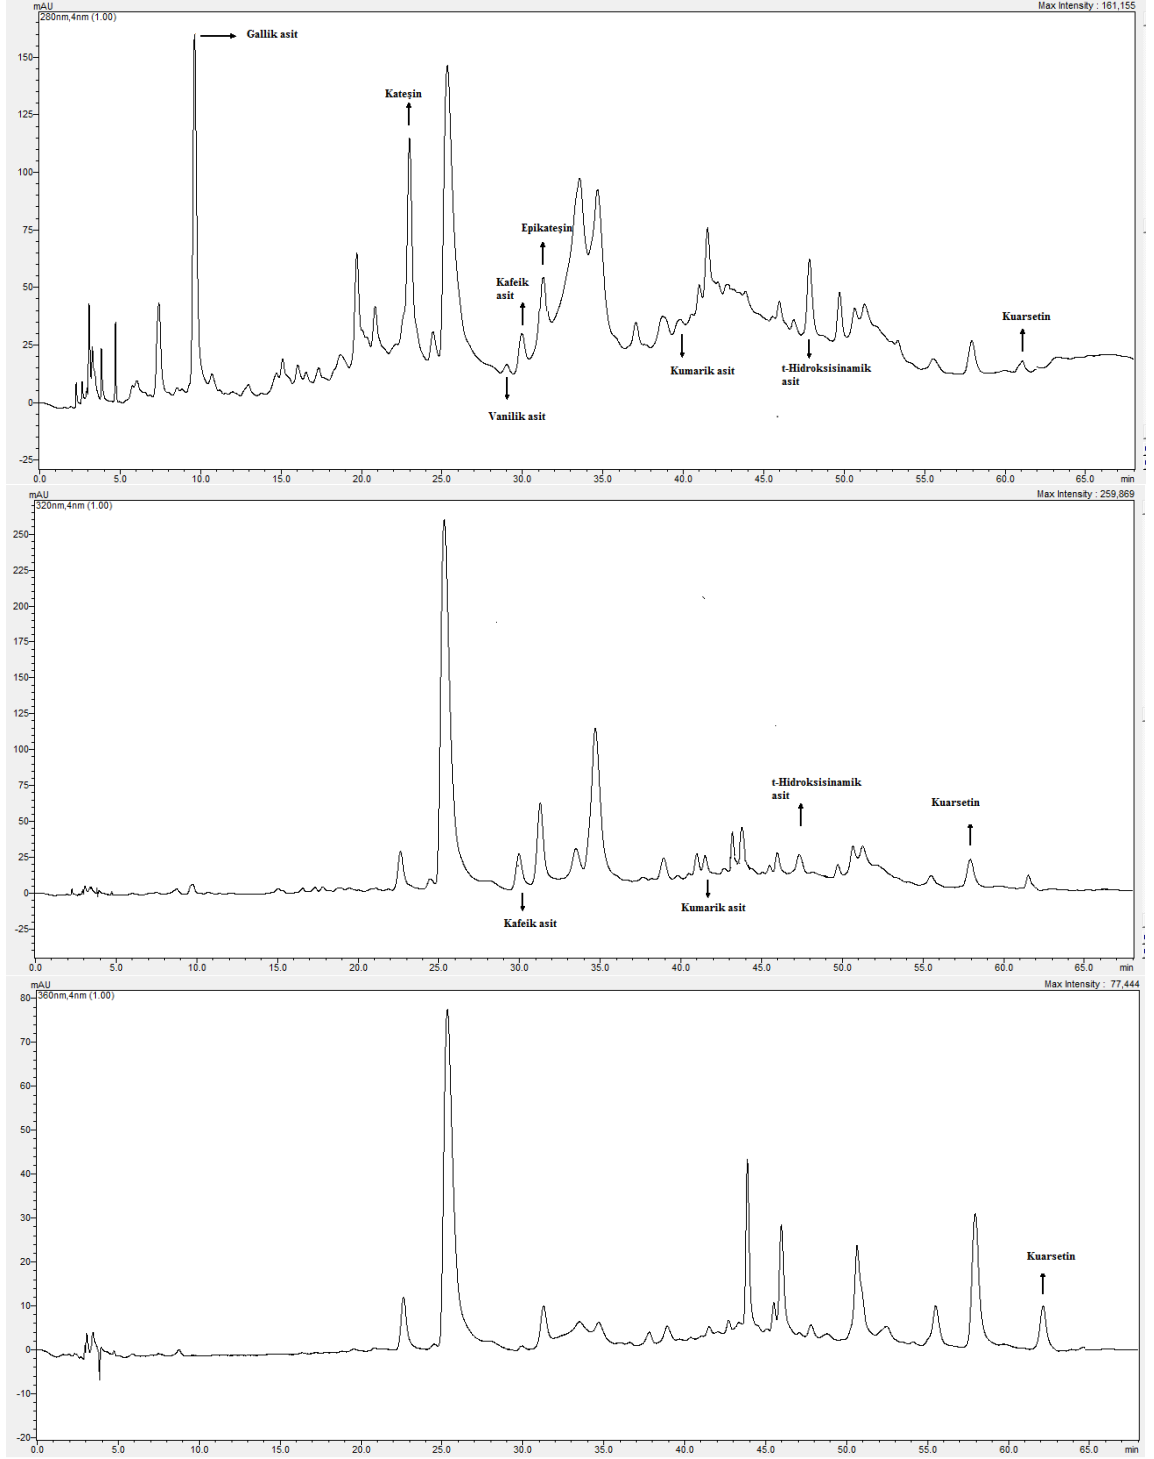 mAU
Max Intensity : 161,155
280nm,4nm (1.00)
Gallik asit
150
Kateşin
125
100
75
Epikateşin
50
Kafeik
asit
25
Kuarsetin
Kumarik asit
t-Hidroksisinamik
asit
0
Vanilik asit
-25
0.0 5.0 10.0 15.0 20.0 25.0 30.0 35.0 40.0 45.0 50.0 55.0 60.0 65.0 min
mAU
Max Intensity : 259,869
320nm,4nm (1.00)
250
225
200
175
150
125
100
75
t-Hidroksisinamik
asit
Kuarsetin
50
25
0
Kumarik asit
Kafeik asit
-25
0.0 5.0 10.0 15.0 20.0 25.0 30.0 35.0 40.0 45.0 50.0 55.0 60.0 65.0 min
mAU
Max Intensity : 77,444
360nm,4nm (1.00)
80
70
60
50
40
30
20
Kuarsetin
10
0
-10
-20
0.0 5.0 10.0 15.0 20.0 25.0 30.0 35.0 40.0 45.0 50.0 55.0 60.0 65.0 min